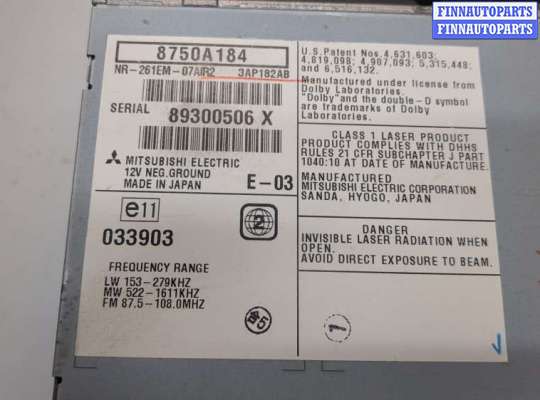 FINNAUTOPARTS
FINNAUTOPARTS
8750A184
NR-261EM-07AIR2 3AP182AB
SERIAL 89300506 X
MITSUBISHI ELECTRIC
12V NEG.GROUND
MADE IN JAPAN E-03
e11
2
033903
FREQUENCY RANGE
LW 153-279KHZ
MW 522-1611KHZ
FM 87.5-108.0MHZ
U.S.Patent Nos.4,631,603;
4,819,098; 4,907,093; 5,315,448;
and 6,516,132.
Manufactured under license from
Dolby Laboratories.
"Dolby" and the double-D symbol
are trademarks of Dolby
Laboratories.
CLASS 1 LASER PRODUCT
PRODUCT COMPLIES WITH DHHS
RULES 21 CFR SUBCHAPTER J PART
1040:10 AT DATE OF MANUFACTURE.
MANUFACTURED
MITSUBISHI ELECTRIC CORPORATION
SANDA, HYOGO, JAPAN
DANGER
INVISIBLE LASER RADIATION WHEN
OPEN.
AVOID DIRECT EXPOSURE TO BEAM.
1
FINNAUTOPARTS
FINNAUTOPARTS